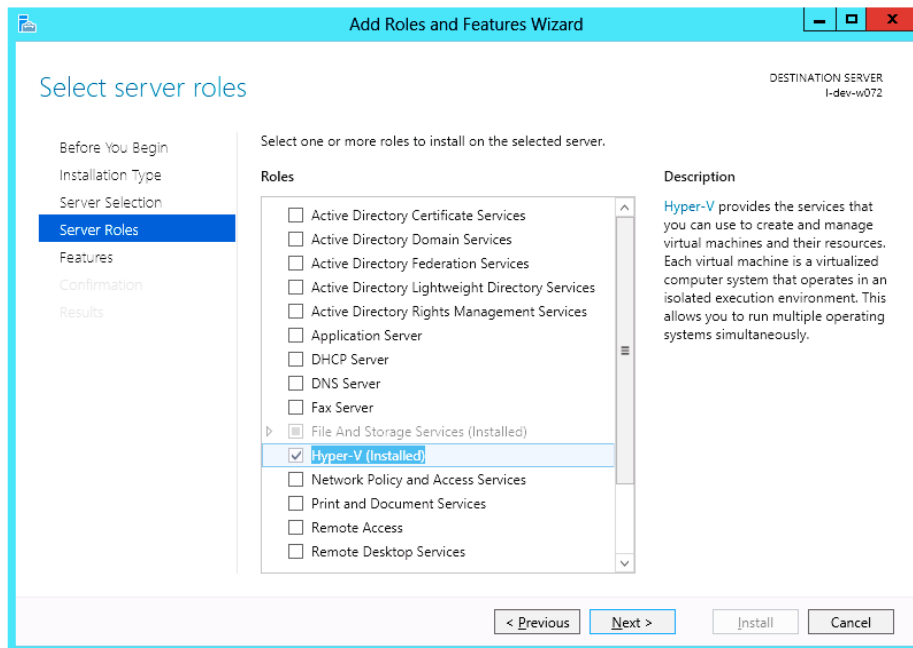 Add Roles and Features Wizard
Select server roles
DESTINATION SERVER
l-dev-w072
Before You Begin
Installation Type
Server Selection
Server Roles
Features
Confirmation
Results
Select one or more roles to install on the selected server.
Roles
Active Directory Certificate Services
Active Directory Domain Services
Active Directory Federation Services
Active Directory Lightweight Directory Services
Active Directory Rights Management Services
Application Server
DHCP Server
DNS Server
Fax Server
File And Storage Services (Installed)
Hyper-V (Installed)
Network Policy and Access Services
Print and Document Services
Remote Access
Remote Desktop Services
Description
Hyper-V provides the services that
you can use to create and manage
virtual machines and their resources.
Each virtual machine is a virtualized
computer system that operates in an
isolated execution environment. This
allows you to run multiple operating
systems simultaneously.
< Previous
Next >
Install
Cancel